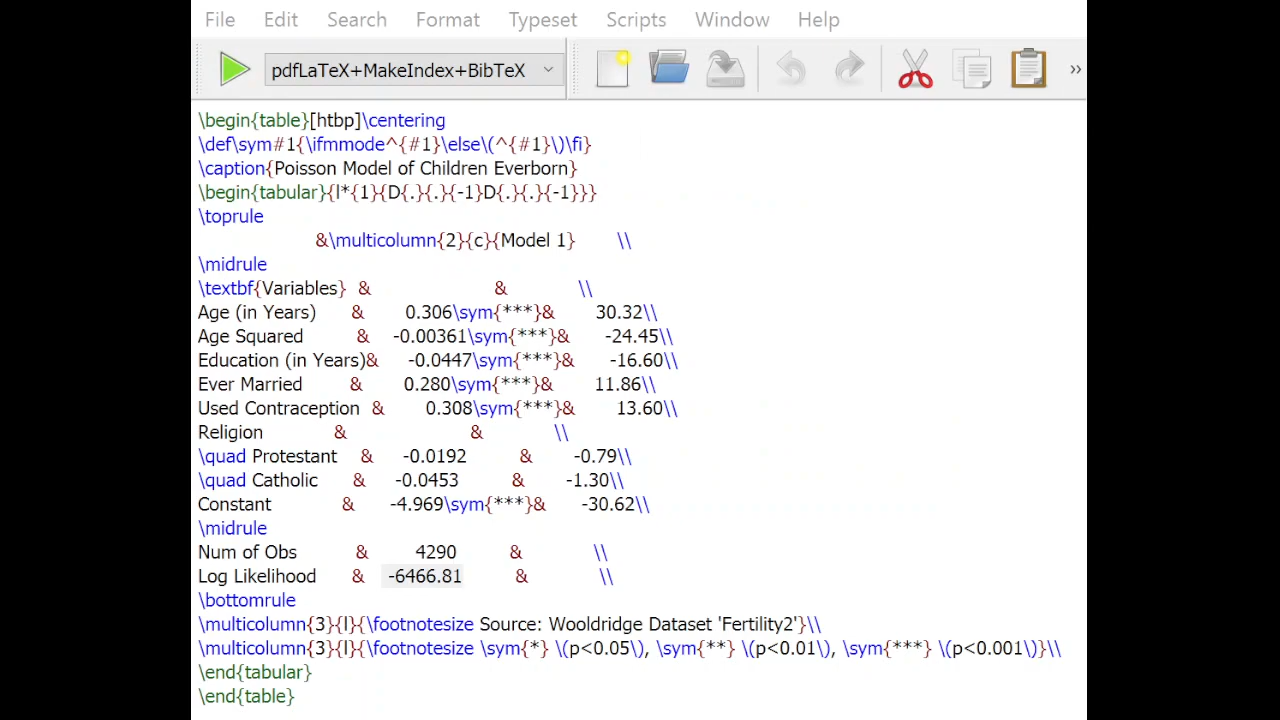 File Edit Search Format Typeset Scripts Window Help
pdfLaTeX+MakeIndex+BibTeX »
\begin{table}[htbp]\centering
\def\sym#1{\ifmmode^{#1}\else\(^{#1}\)\fi}
\caption{Poisson Model of Children Everborn}
\begin{tabular}{l*{1}{D{.}{.}{-1}D{.}{.}{-1}}}
\toprule
&\multicolumn{2}{c}{Model 1} \\
\midrule
\textbf{Variables} & & \\
Age (in Years) & 0.306\sym{***}& 30.32\\
Age Squared & -0.00361\sym{***}& -24.45\\
Education (in Years)& -0.0447\sym{***}& -16.60\\
Ever Married & 0.280\sym{***}& 11.86\\
Used Contraception & 0.308\sym{***}& 13.60\\
Religion & & \\
\quad Protestant & -0.0192 & -0.79\\
\quad Catholic & -0.0453 & -1.30\\
Constant & -4.969\sym{***}& -30.62\\
\midrule
Num of Obs & 4290 & \\
Log Likelihood & -6466.81 & \\
\bottomrule
\multicolumn{3}{l}{\footnotesize Source: Wooldridge Dataset 'Fertility2'}\\
\multicolumn{3}{l}{\footnotesize \sym{*} \(p<0.05\), \sym{**} \(p<0.01\), \sym{***} \(p<0.001\)}\\
\end{tabular}
\end{table}